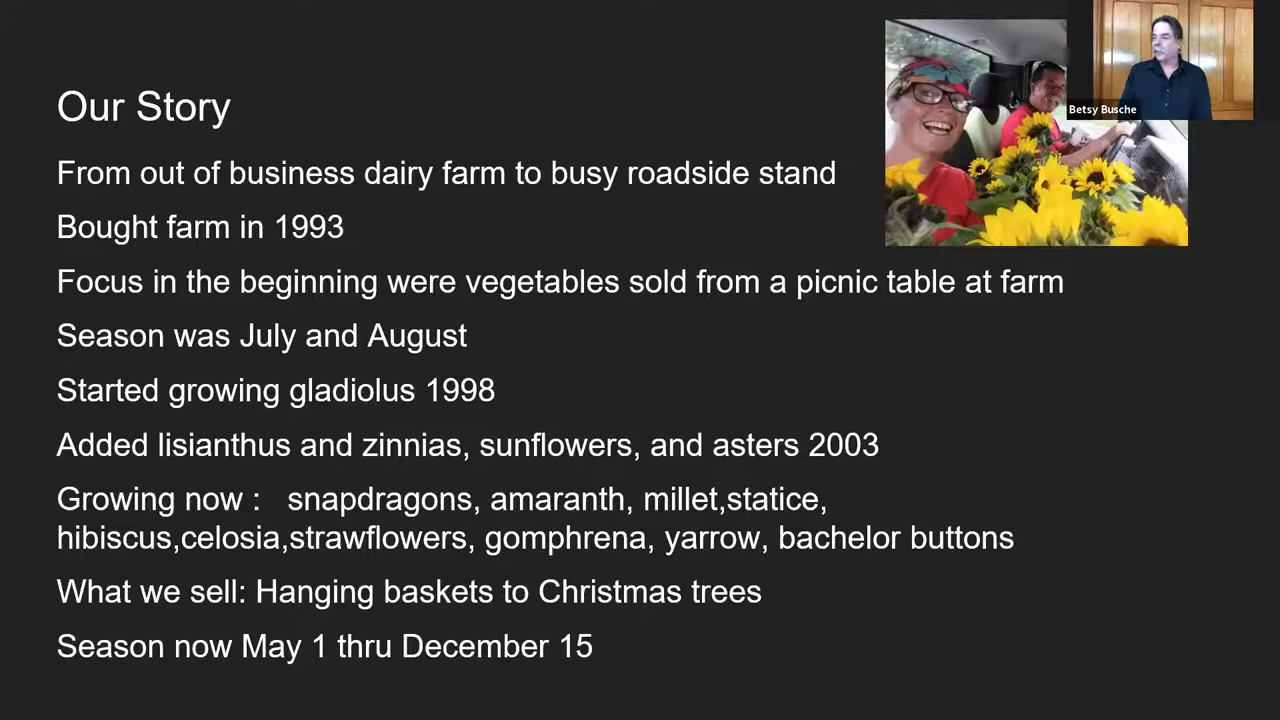 Betsy Busche
Our Story
From out of business dairy farm to busy roadside stand
Bought farm in 1993
Focus in the beginning were vegetables sold from a picnic table at farm
Season was July and August
Started growing gladiolus 1998
Added lisianthus and zinnias, sunflowers, and asters 2003
Growing now :   snapdragons, amaranth, millet,statice,
hibiscus,celosia,strawflowers, gomphrena, yarrow, bachelor buttons
What we sell: Hanging baskets to Christmas trees
Season now May 1 thru December 15